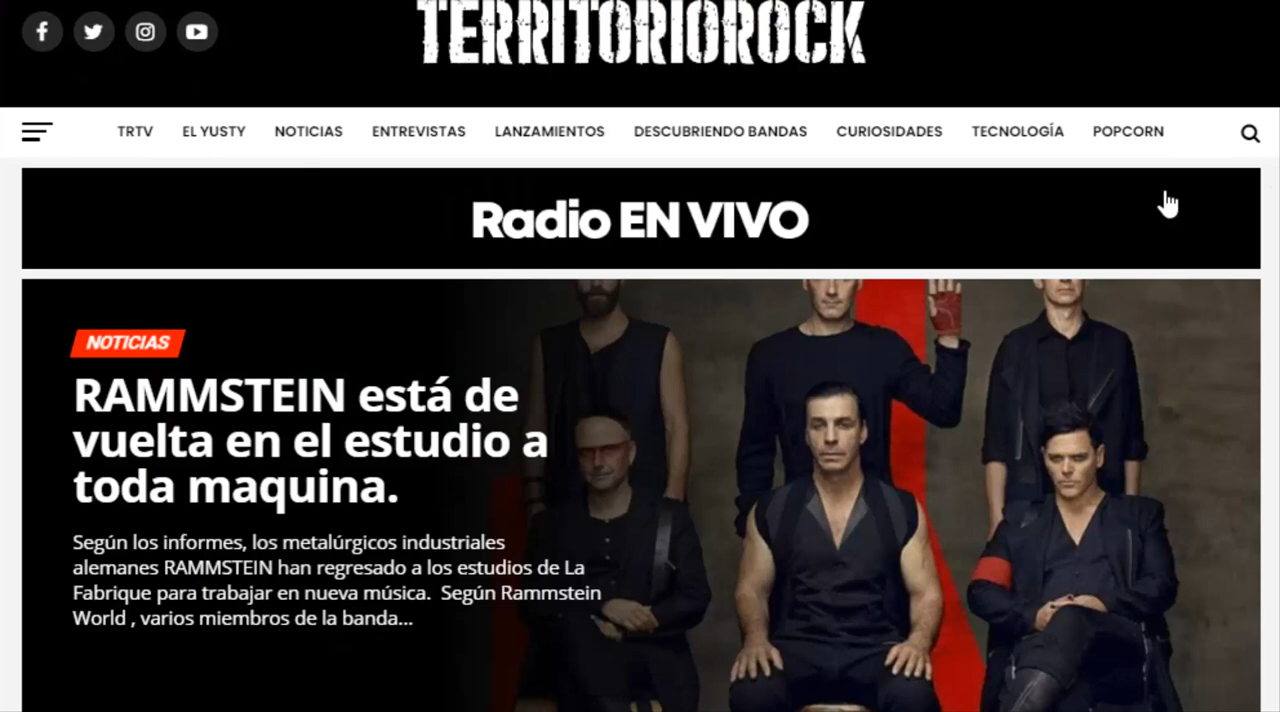 TERRITORIOROCK
TRTV EL YUSTY NOTICIAS ENTREVISTAS LANZAMIENTOS DESCUBRIENDO BANDAS CURIOSIDADES TECNOLOGÍA POPCORN
Radio EN VIVO
NOTICIAS
RAMMSTEIN está de
vuelta en el estudio a
toda maquina.
Según los informes, los metalúrgicos industriales
alemanes RAMMSTEIN han regresado a los estudios de La
Fabrique para trabajar en nueva música. Según Rammstein
World , varios miembros de la banda...